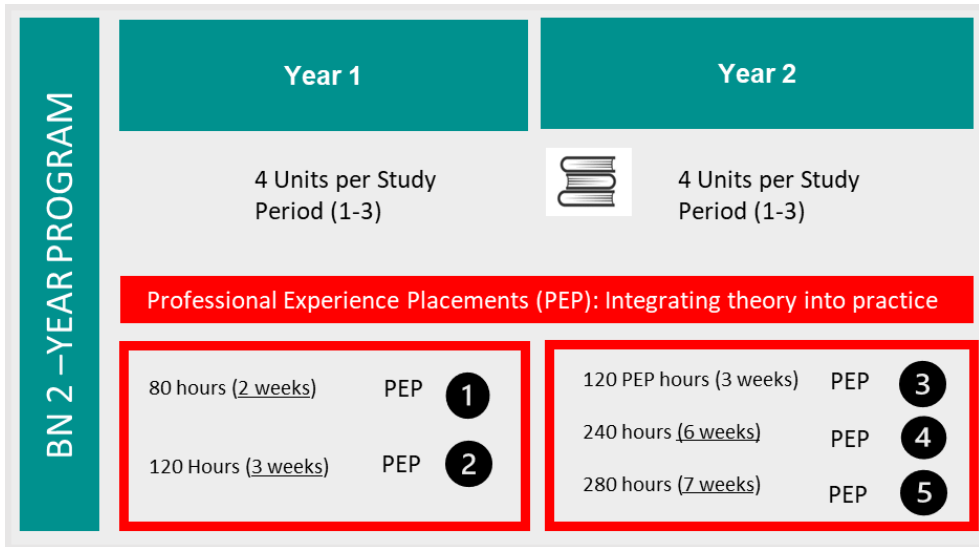 BN 2 –YEAR PROGRAM
Year 1
4 Units per Study
Period (1-3)
Year 2
4 Units per Study
Period (1-3)
Professional Experience Placements (PEP): Integrating theory into practice
80 hours (2 weeks) PEP 1
120 Hours (3 weeks) PEP 2
120 PEP hours (3 weeks) PEP 3
240 hours (6 weeks) PEP 4
280 hours (7 weeks) PEP 5